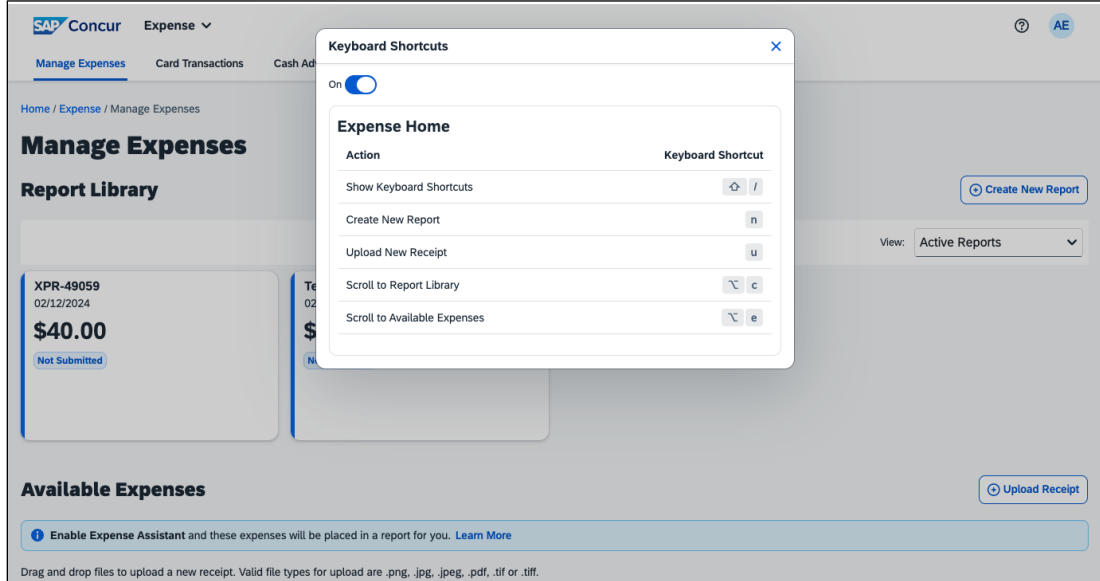 SAP Concur Expense
AE
Manage Expenses Card Transactions Cash Ad
Home / Expense / Manage Expenses
Manage Expenses
Report Library
Create New Report
View: Active Reports
XPR-49059
02/12/2024
$40.00
Not Submitted
Te
02
$
N
Keyboard Shortcuts
On
Expense Home
Action Keyboard Shortcut
Show Keyboard Shortcuts ⇧ /
Create New Report n
Upload New Receipt u
Scroll to Report Library ⌥ c
Scroll to Available Expenses ⌥ e
Available Expenses
Upload Receipt
Enable Expense Assistant and these expenses will be placed in a report for you. Learn More
Drag and drop files to upload a new receipt. Valid file types for upload are .png, .jpg, .jpeg, .pdf, .tif or .tiff.